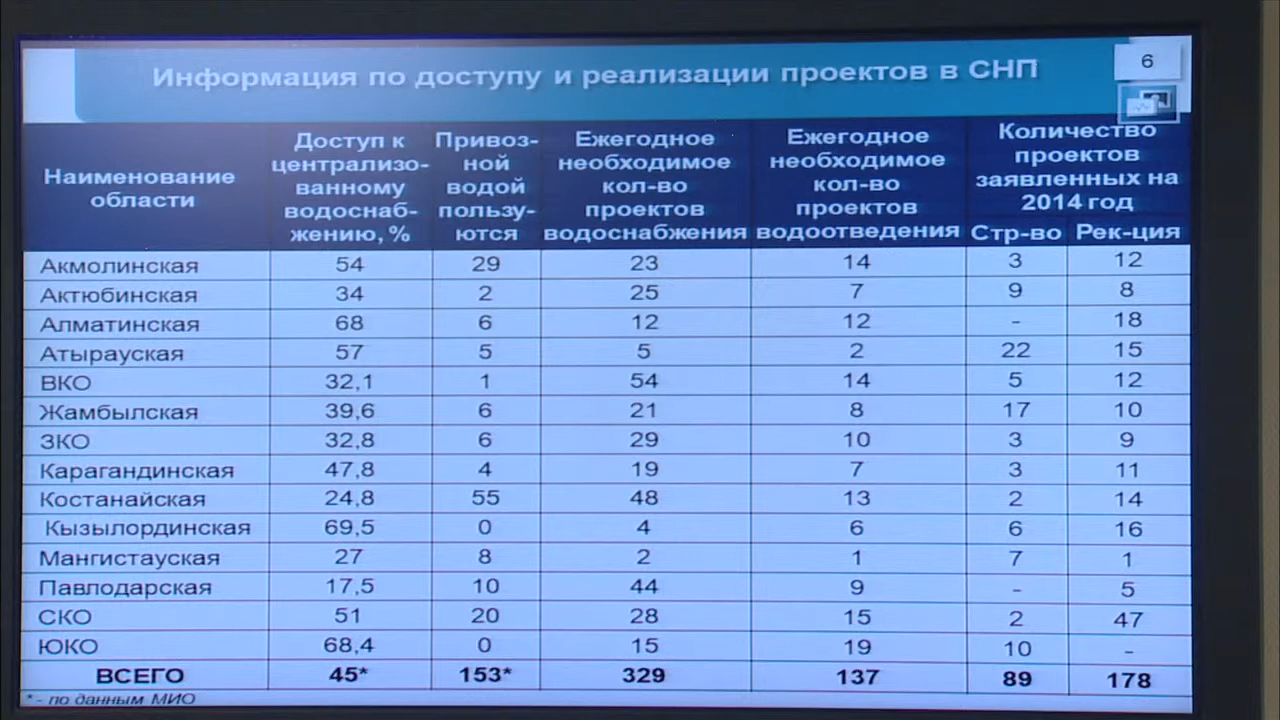 Информация по доступу и реализации проектов в СНП
6
Наименование области
Доступ к централизо-ванному водоснаб-жению, %
Привоз-ной водой пользу-ются
Ежегодное необходимое кол-во проектов водоснабжения
Ежегодное необходимое кол-во проектов водоотведения
Количество проектов заявленных на 2014 год
Стр-во Рек-ция
Акмолинская 54 29 23 14 3 12
Актюбинская 34 2 25 7 9 8
Алматинская 68 6 12 12 - 18
Атырауская 57 5 5 2 22 15
ВКО 32,1 1 54 14 5 12
Жамбылская 39,6 6 21 8 17 10
ЗКО 32,8 6 29 10 3 9
Карагандинская 47,8 4 19 7 3 11
Костанайская 24,8 55 48 13 2 14
Кызылординская 69,5 0 4 6 6 16
Мангистауская 27 8 2 1 7 1
Павлодарская 17,5 10 44 9 - 5
СКО 51 20 28 15 2 47
ЮКО 68,4 0 15 19 10 -
ВСЕГО 45* 153* 329 137 89 178
* - по данным МИО